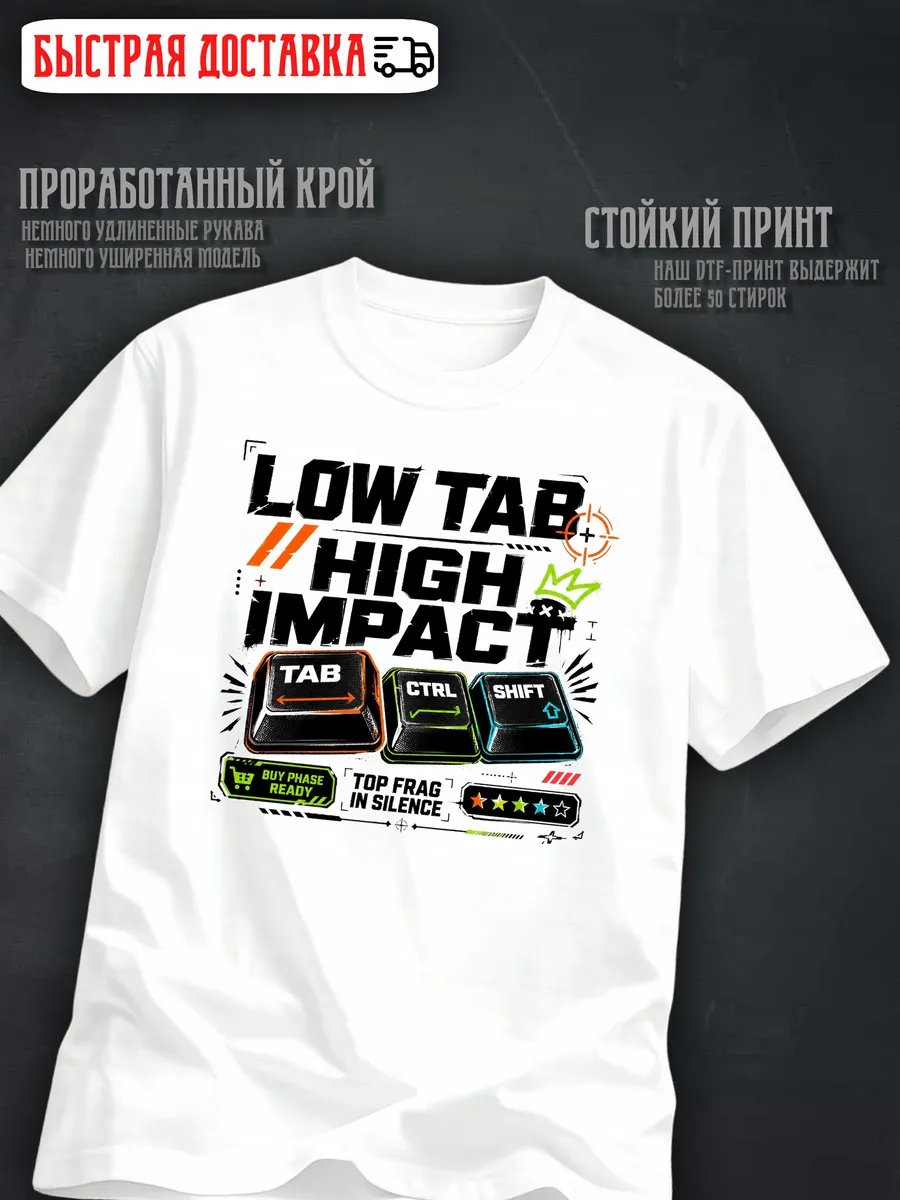 БЫСТРАЯ ДОСТАВКА
ПРОРАБОТАННЫЙ КРОЙ
НЕМНОГО УДЛИНЕННЫЕ РУКАВА
НЕМНОГО УШИРЕННАЯ МОДЕЛЬ
СТОЙКИЙ ПРИНТ
НАШ DTF-ПРИНТ ВЫДЕРЖИТ
БОЛЕЕ 50 СТИРОК
LOW TAB
HIGH
IMPACT
TAB
CTRL
SHIFT
BUY PHASE
READY
TOP FRAG
IN SILENCE